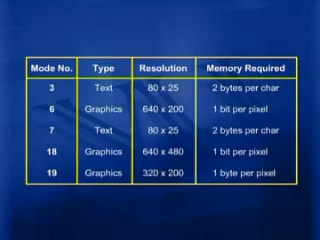 Mode No. Type Resolution Memory Required
3 Text 80 x 25 2 bytes per char
6 Graphics 640 x 200 1 bit per pixel
7 Text 80 x 25 2 bytes per char
18 Graphics 640 x 480 1 bit per pixel
19 Graphics 320 x 200 1 byte per pixel